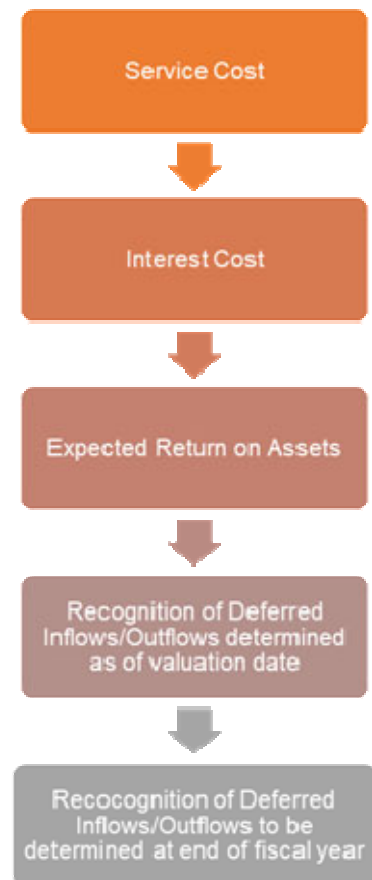 Service Cost
Interest Cost
Expected Return on Assets
Recognition of Deferred
Inflows/Outflows determined
as of valuation date
Recocognition of Deferred
Inflows/Outflows to be
determined at end of fiscal year